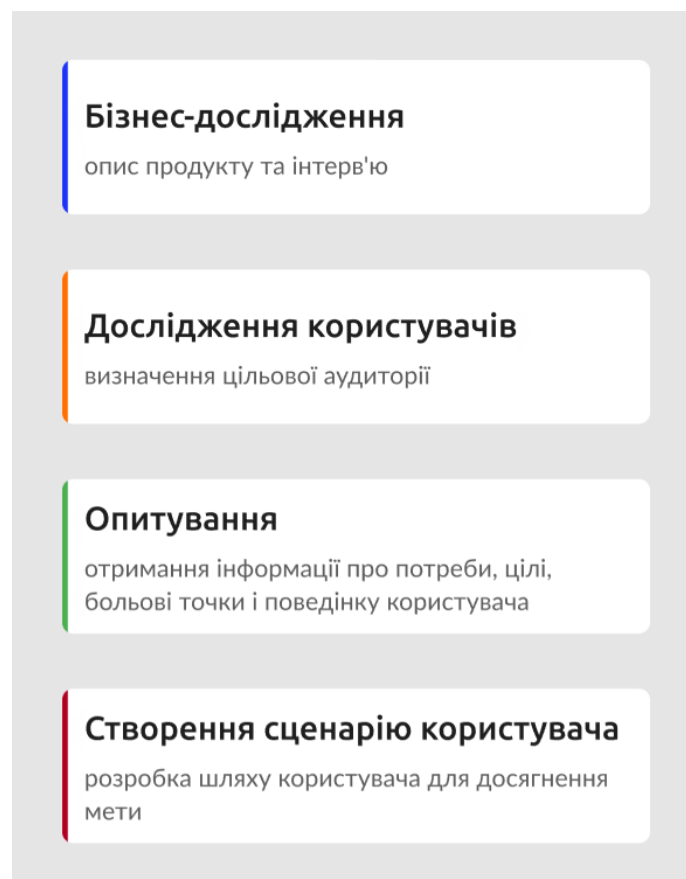 Бізнес-дослідження
опис продукту та інтерв'ю
Дослідження користувачів
визначення цільової аудиторії
Опитування
отримання інформації про потреби, цілі,
больові точки і поведінку користувача
Створення сценарію користувача
розробка шляху користувача для досягнення
мети